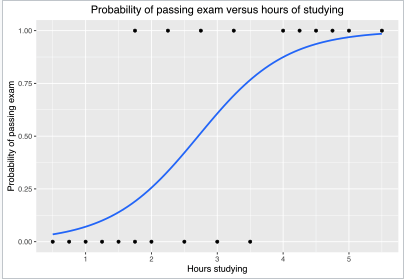 Probability of passing exam versus hours of studying
1.00
0.75
0.50
0.25
0.00
Probability of passing exam
1 2 3 4 5
Hours studying